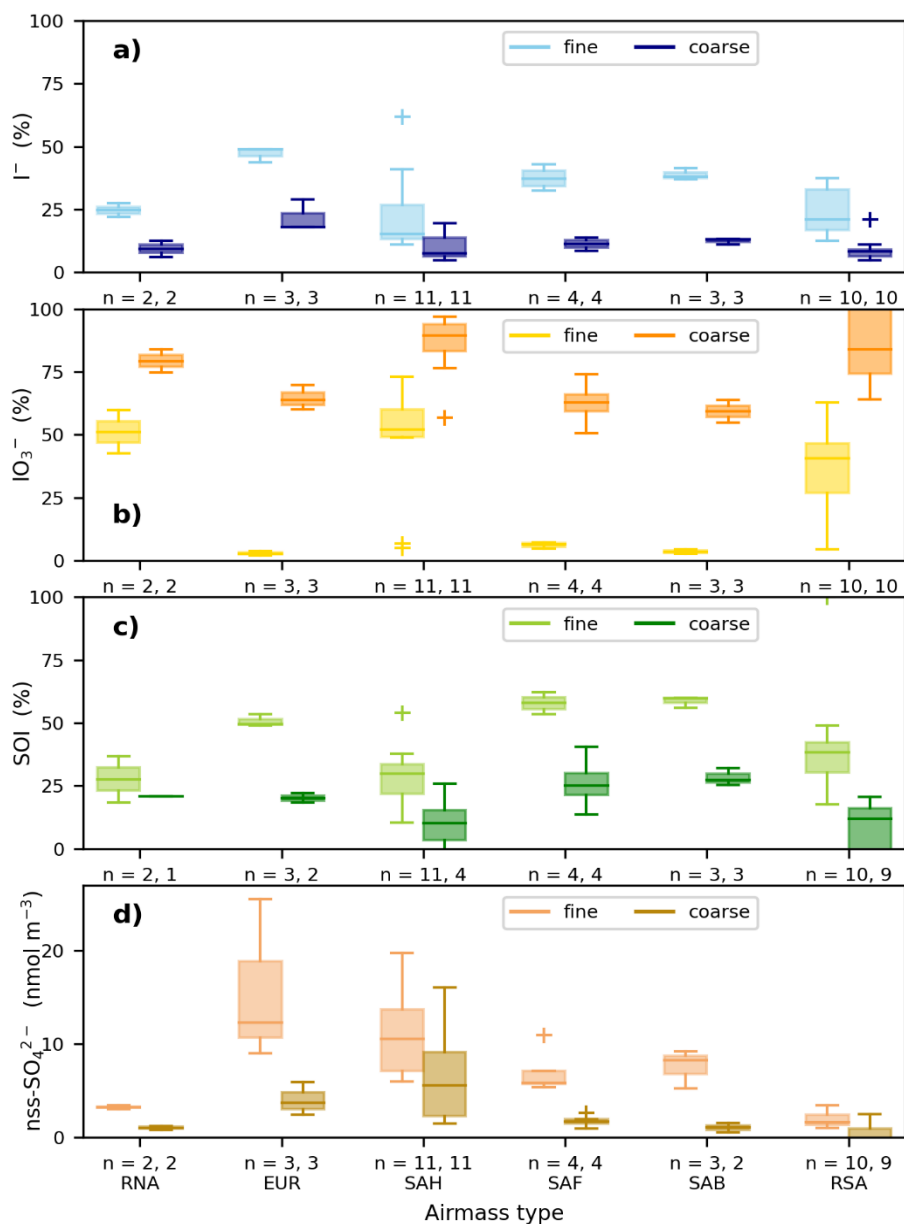 100
a)
fine coarse
75
I⁻ (%)
50
25
0
n = 2, 2 n = 3, 3 n = 11, 11 n = 4, 4 n = 3, 3 n = 10, 10
100
fine coarse
75
IO₃⁻ (%)
50
25
b)
0
n = 2, 2 n = 3, 3 n = 11, 11 n = 4, 4 n = 3, 3 n = 10, 10
100
c)
fine coarse
75
SOI (%)
50
25
0
n = 2, 1 n = 3, 2 n = 11, 4 n = 4, 4 n = 3, 3 n = 10, 9
d)
fine coarse
nss-SO₄²⁻ (nmol m⁻³)
20
10
0
n = 2, 2 n = 3, 3 n = 11, 11 n = 4, 4 n = 3, 2 n = 10, 9
RNA EUR SAH SAF SAB RSA
Airmass type